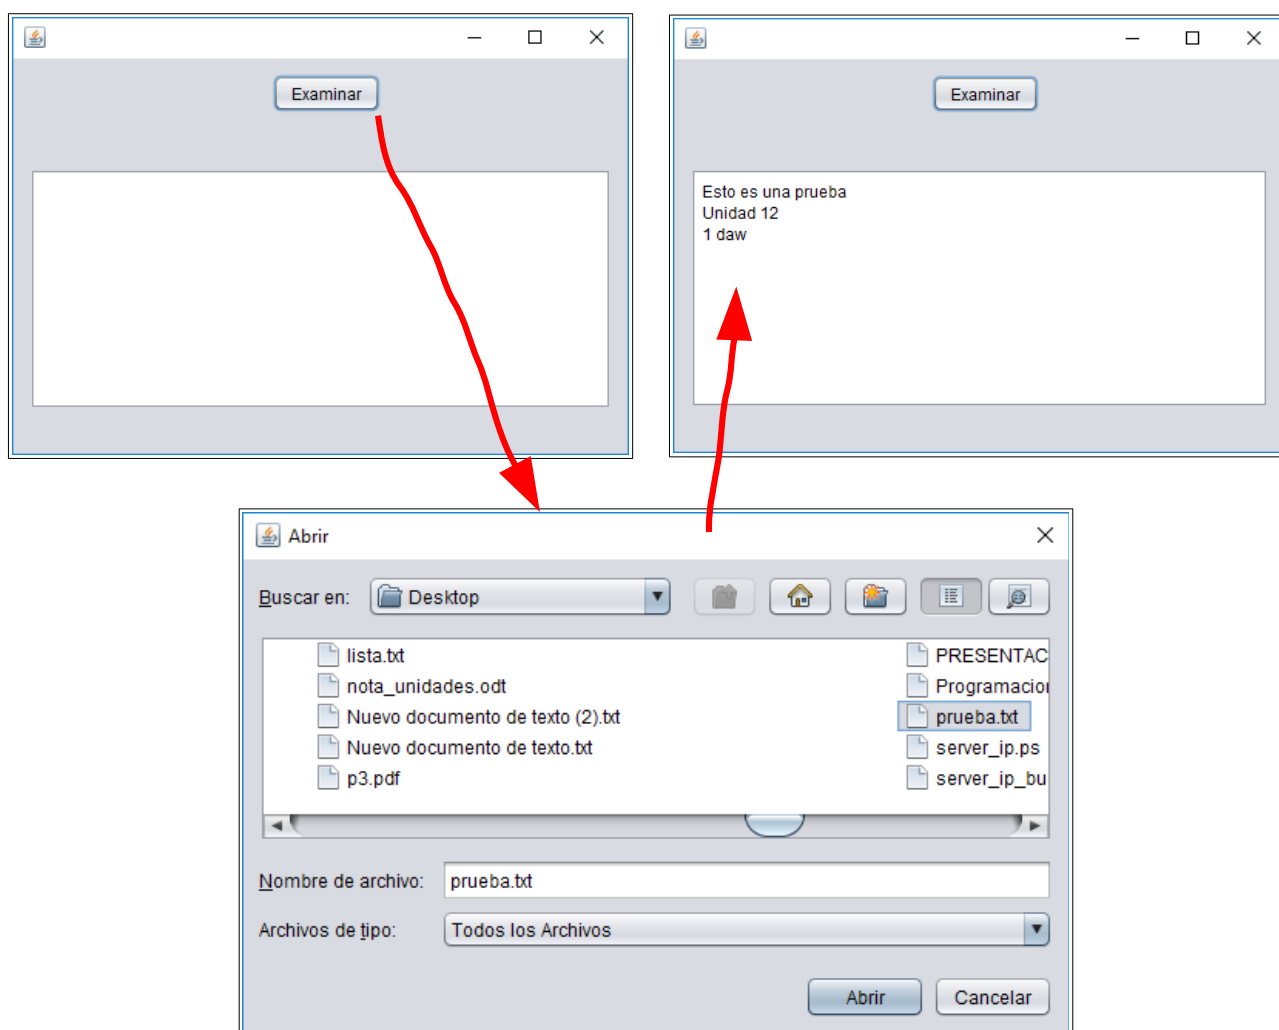 Examinar
Examinar
Esto es una prueba
Unidad 12
1 daw
Abrir
Buscar en:
Desktop
lista.txt
nota_unidades.odt
Nuevo documento de texto (2).txt
Nuevo documento de texto.txt
p3.pdf
PRESENTAC
Programacio
prueba.txt
server_ip.ps
server_ip_bu
Nombre de archivo: prueba.txt
Archivos de tipo: Todos los Archivos
Abrir Cancelar